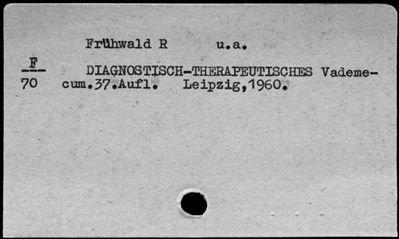 Frühwald R u.a.
F DIAGNOSTISCH-THERAPEUTISCHES Vademe-
70 cum.37.Aufl. Leipzig,1960.